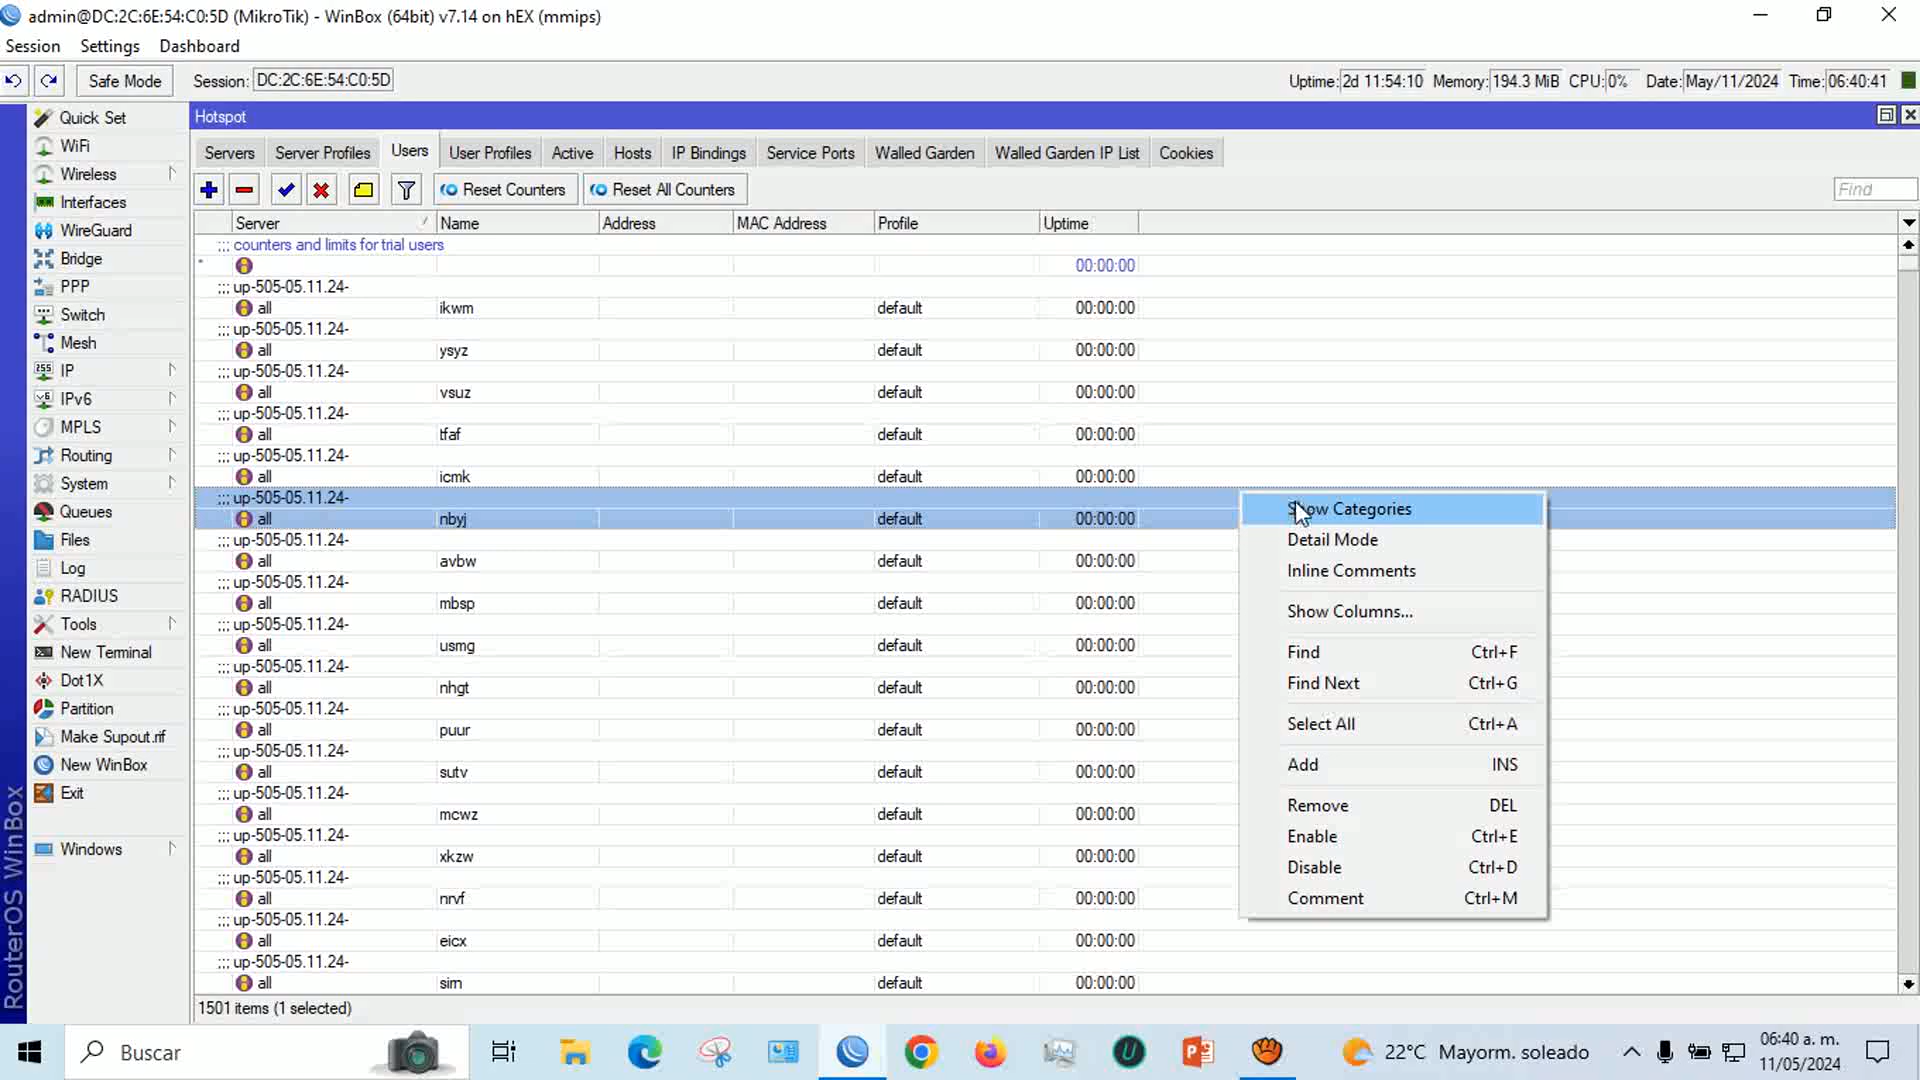 admin@DC:2C:6E:54:C0:5D (MikroTik) - WinBox (64bit) v7.14 on hEX (mmips)
Session Settings Dashboard
Safe Mode Session: DC:2C:6E:54:C0:5D Uptime: 2d 11:54:10 Memory: 194.3 MiB CPU: 0% Date: May/11/2024 Time: 06:40:41
Quick Set
WiFi
Wireless
Interfaces
WireGuard
Bridge
PPP
Switch
Mesh
IP
IPv6
MPLS
Routing
System
Queues
Files
Log
RADIUS
Tools
New Terminal
Dot1X
Partition
Make Supout.rif
New WinBox
Exit
Windows
RouterOS WinBox
Hotspot
Servers Server Profiles Users User Profiles Active Hosts IP Bindings Service Ports Walled Garden Walled Garden IP List Cookies
Reset Counters Reset All Counters Find
Server Name Address MAC Address Profile Uptime
;;; counters and limits for trial users
00:00:00
;;; up-505-05.11.24-
all ikwm default 00:00:00
;;; up-505-05.11.24-
all ysyz default 00:00:00
;;; up-505-05.11.24-
all vsuz default 00:00:00
;;; up-505-05.11.24-
all tfaf default 00:00:00
;;; up-505-05.11.24-
all icmk default 00:00:00
;;; up-505-05.11.24-
all nbyj default 00:00:00
;;; up-505-05.11.24-
all avbw default 00:00:00
;;; up-505-05.11.24-
all mbsp default 00:00:00
;;; up-505-05.11.24-
all usmg default 00:00:00
;;; up-505-05.11.24-
all nhgt default 00:00:00
;;; up-505-05.11.24-
all puur default 00:00:00
;;; up-505-05.11.24-
all sutv default 00:00:00
;;; up-505-05.11.24-
all mcwz default 00:00:00
;;; up-505-05.11.24-
all xkzw default 00:00:00
;;; up-505-05.11.24-
all nrvf default 00:00:00
;;; up-505-05.11.24-
all eicx default 00:00:00
;;; up-505-05.11.24-
all default 00:00:00
1501 items (1 selected)
Show Categories
Detail Mode
Inline Comments
Show Columns...
Find Ctrl+F
Find Next Ctrl+G
Select All Ctrl+A
Add INS
Remove DEL
Enable Ctrl+E
Disable Ctrl+D
Comment Ctrl+M
Buscar 22°C Mayorm. soleado 06:40 a. m.
11/05/2024